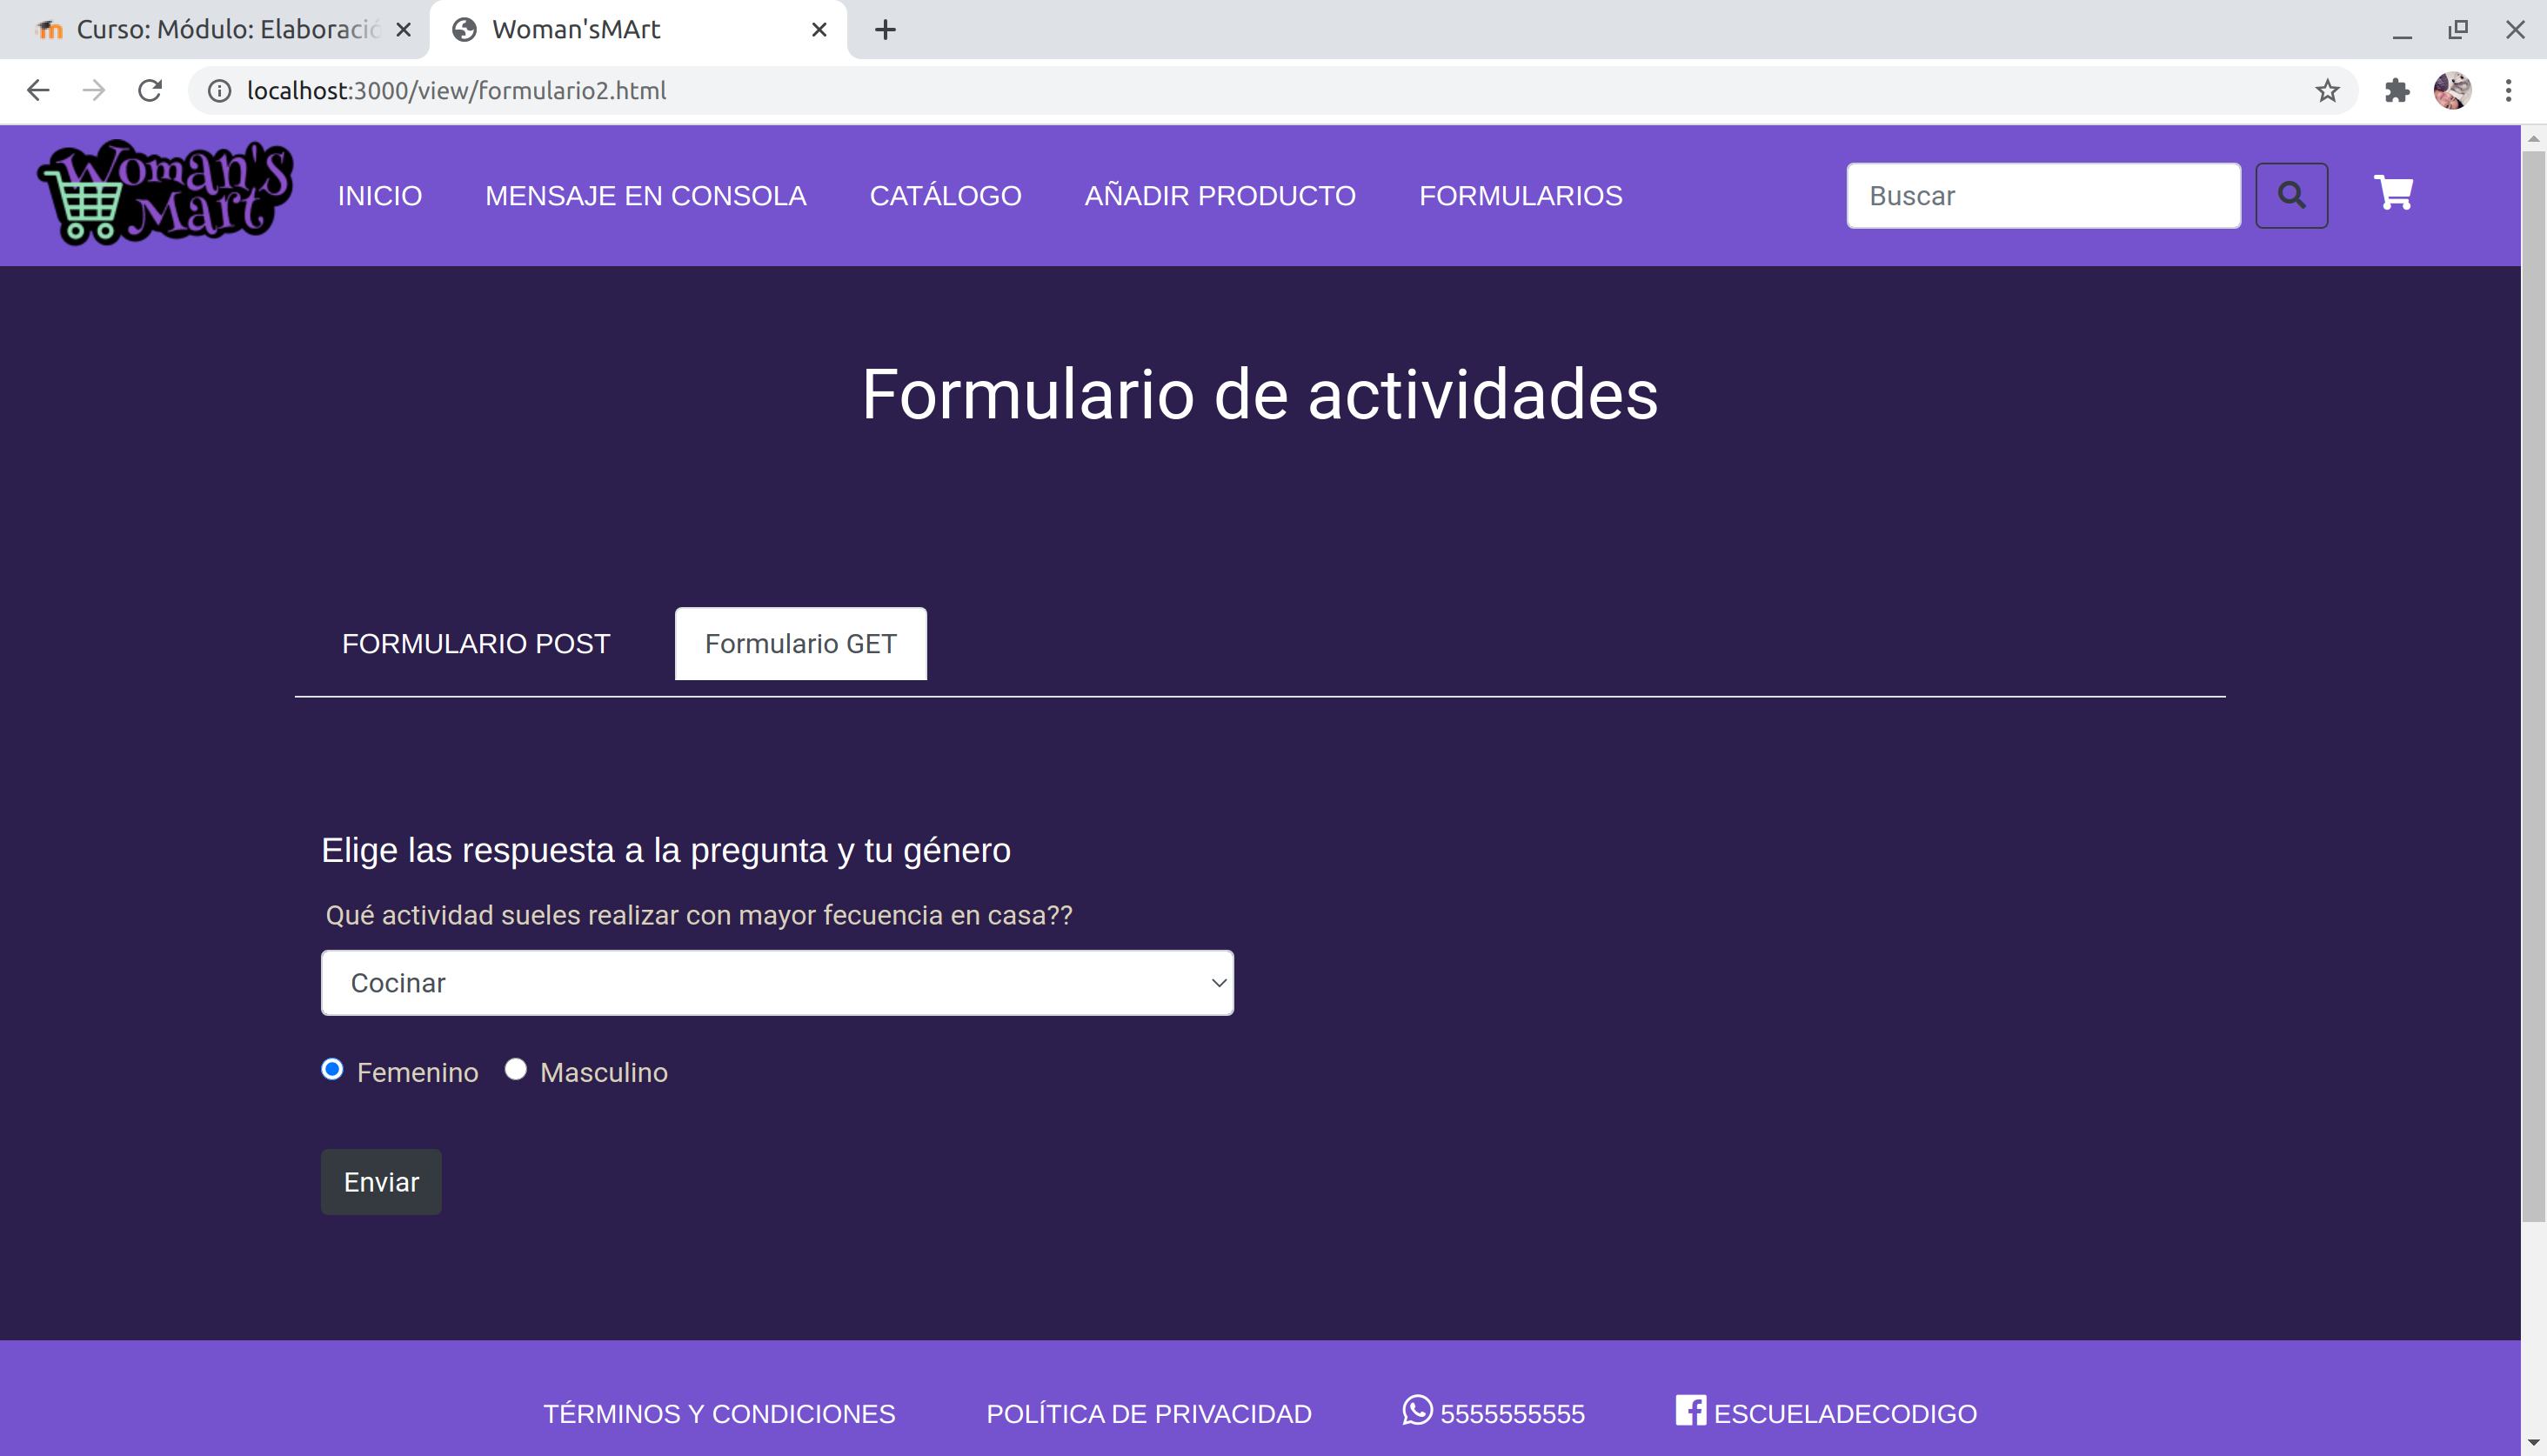 Curso: Módulo: Elaboració
Woman'sMArt
localhost:3000/view/formulario2.html
Woman's Mart
INICIO
MENSAJE EN CONSOLA
CATÁLOGO
AÑADIR PRODUCTO
FORMULARIOS
Buscar
Formulario de actividades
FORMULARIO POST
Formulario GET
Elige las respuesta a la pregunta y tu género
Qué actividad sueles realizar con mayor fecuencia en casa??
Cocinar
Femenino
Masculino
Enviar
TÉRMINOS Y CONDICIONES
POLÍTICA DE PRIVACIDAD
5555555555
ESCUELADECODIGO